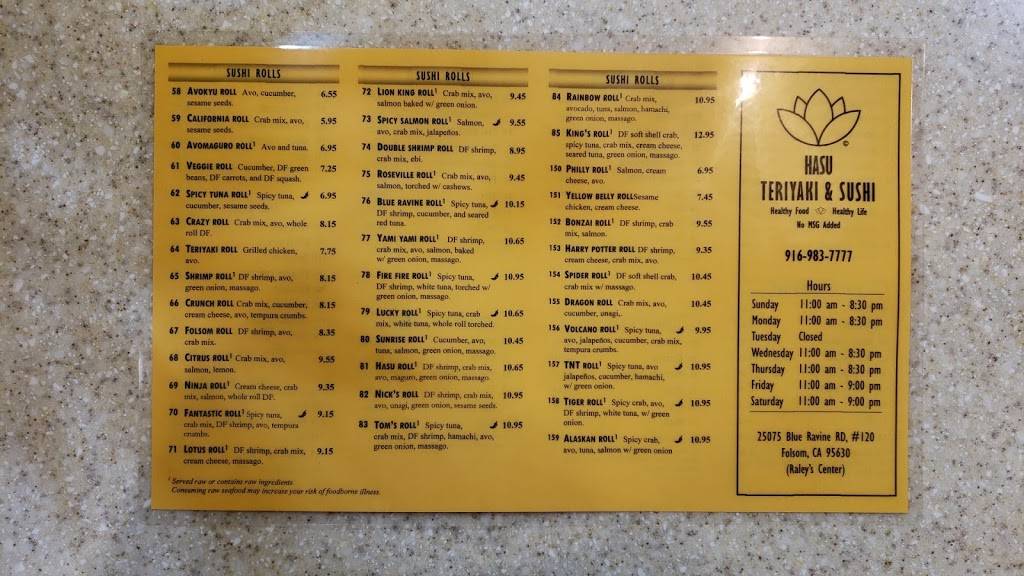 SUSHI ROLLS
58 AVOKYU ROLL Avo, cucumber, 6.55
sesame seeds.
59 CALIFORNIA ROLL Crab mix, avo, 5.95
sesame seeds.
60 AVOMAGURO ROLL¹ Avo and tuna. 6.95
61 VEGGIE ROLL Cucumber, DF green 7.25
beans, DF carrots, and DF squash.
62 SPICY TUNA ROLL¹ Spicy tuna, 6.95
cucumber, sesame seeds.
63 CRAZY ROLL Crab mix, avo, whole 8.15
roll DF.
64 TERIYAKI ROLL Grilled chicken, 7.75
avo.
65 SHRIMP ROLL¹ DF shrimp, avo, 8.15
green onion, massago.
66 CRUNCH ROLL Crab mix, cucumber, 8.15
cream cheese, avo, tempura crumbs.
67 FOLSOM ROLL DF shrimp, avo, 8.35
crab mix.
68 CITRUS ROLL¹ Crab mix, avo, 9.55
salmon, lemon.
69 NINJA ROLL¹ Cream cheese, crab 9.35
mix, salmon, whole roll DF.
70 FANTASTIC ROLL¹ Spicy tuna, 9.15
crab mix, DF shrimp, avo, tempura
crumbs.
71 LOTUS ROLL¹ DF shrimp, crab mix, 9.15
cream cheese, massago.
¹ Served raw or contains raw ingredients
Consuming raw seafood may increase your risk of foodborne illness.
SUSHI ROLLS
72 LION KING ROLL¹ Crab mix, avo, 9.45
salmon baked w/ green onion.
73 SPICY SALMON ROLL¹ Salmon, 9.55
avo, crab mix, jalapeños.
74 DOUBLE SHRIMP ROLL DF shrimp, 8.95
crab mix, ebi.
75 ROSEVILLE ROLL¹ Crab mix, avo, 9.45
salmon, torched w/ cashews.
76 BLUE RAVINE ROLL¹ Spicy tuna, 10.15
DF shrimp, cucumber, and seared
red tuna.
77 YAMI YAMI ROLL¹ DF shrimp, 10.65
crab mix, avo, salmon, baked
w/ green onion, massago.
78 FIRE FIRE ROLL¹ Spicy tuna, 10.95
DF shrimp, white tuna, torched w/
green onion, massago.
79 LUCKY ROLL¹ Spicy tuna, crab 10.65
mix, white tuna, whole roll torched.
80 SUNRISE ROLL¹ Cucumber, avo, 10.45
tuna, salmon, green onion, massago.
81 HASU ROLL¹ DF shrimp, crab mix, 10.65
avo, maguro, green onion, massago.
82 NICK'S ROLL DF shrimp, crab mix, 10.95
avo, unagi, green onion, sesame seeds.
83 TOM'S ROLL¹ Spicy tuna, 10.95
crab mix, DF shrimp, hamachi, avo,
green onion, massago.
SUSHI ROLLS
84 RAINBOW ROLL¹ Crab mix, 10.95
avocado, tuna, salmon, hamachi,
green onion, massago.
85 KING'S ROLL¹ DF soft shell crab, 12.95
spicy tuna, crab mix, cream cheese,
seared tuna, green onion, massago.
150 PHILLY ROLL¹ Salmon, cream 6.95
cheese, avo.
151 YELLOW BELLY ROLL Sesame 7.45
chicken, cream cheese.
152 BONZAI ROLL¹ DF shrimp, crab 9.55
mix, salmon.
153 HARRY POTTER ROLL DF shrimp, 9.35
cream cheese, crab mix, avo.
154 SPIDER ROLL¹ DF soft shell crab, 10.45
crab mix w/ massago.
155 DRAGON ROLL Crab mix, avo, 10.45
cucumber, unagi,.
156 VOLCANO ROLL¹ Spicy tuna, 9.95
avo, jalapeños, cucumber, crab mix,
tempura crumbs.
157 TNT ROLL¹ Spicy tuna, avo 10.95
jalapeños, cucumber, hamachi,
w/ green onion.
158 TIGER ROLL¹ Spicy crab, avo, 10.95
DF shrimp, white tuna, w/ green
onion.
159 ALASKAN ROLL¹ Spicy crab, 10.95
avo, tuna, salmon w/ green onion
©
HASU
TERIYAKI & SUSHI
Healthy Food Healthy Life
No MSG Added
916-983-7777
Hours
Sunday 11:00 am - 8:30 pm
Monday 11:00 am - 8:30 pm
Tuesday Closed
Wednesday 11:00 am - 8:30 pm
Thursday 11:00 am - 8:30 pm
Friday 11:00 am - 9:00 pm
Saturday 11:00 am - 9:00 pm
25075 Blue Ravine RD, #120
Folsom, CA 95630
(Raley's Center)